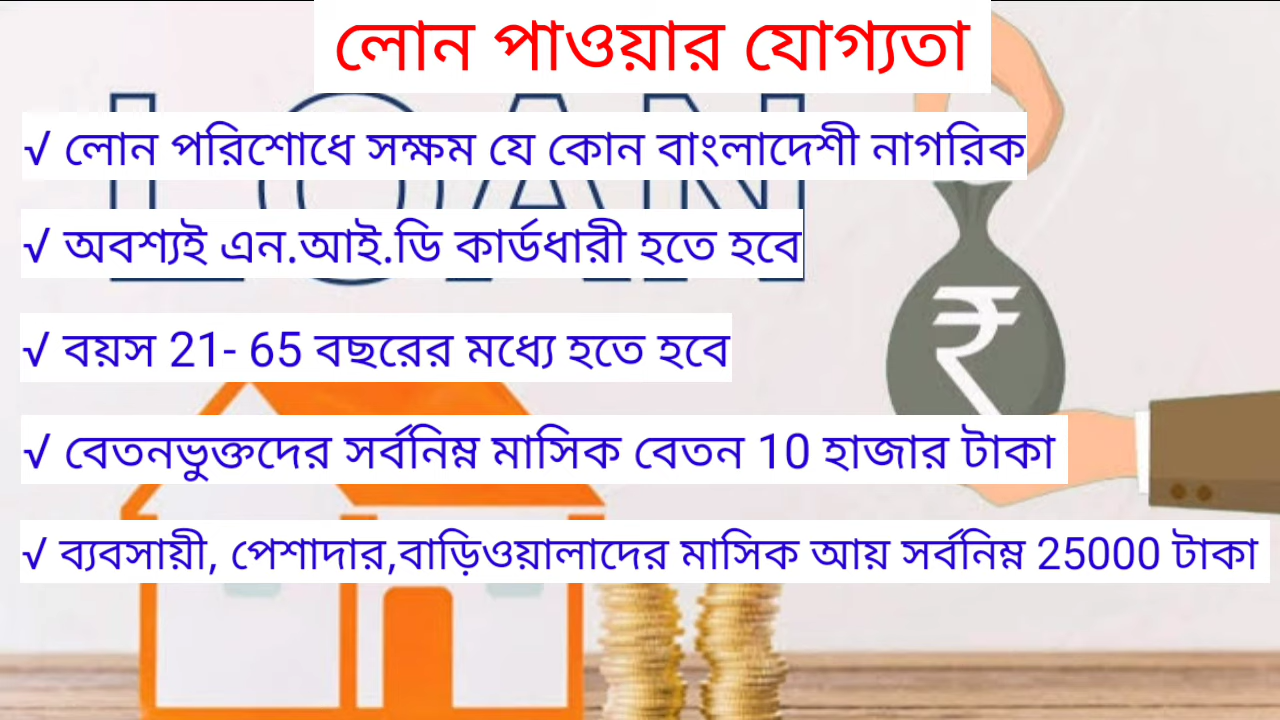 লোন পাওয়ার যোগ্যতা
LOAN
√ লোন পরিশোধে সক্ষম যে কোন বাংলাদেশী নাগরিক
√ অবশ্যই এন.আই.ডি কার্ডধারী হতে হবে
√ বয়স 21- 65 বছরের মধ্যে হতে হবে
√ বেতনভুক্তদের সর্বনিম্ন মাসিক বেতন 10 হাজার টাকা
√ ব্যবসায়ী, পেশাদার,বাড়িওয়ালাদের মাসিক আয় সর্বনিম্ন 25000 টাকা
₹